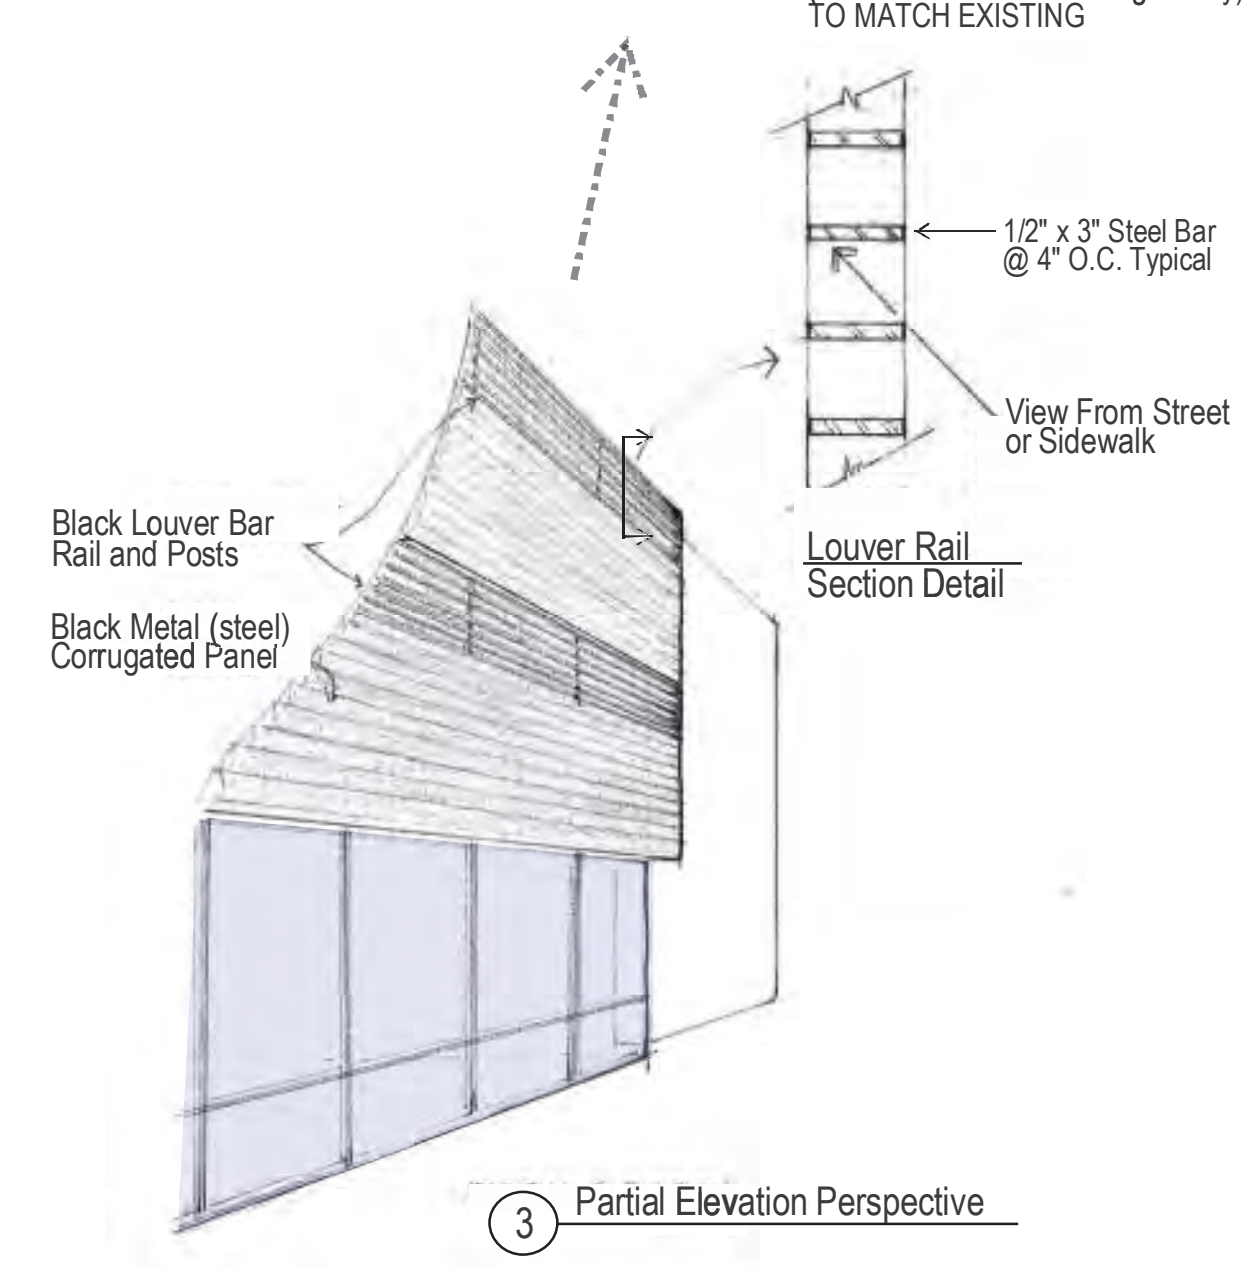 TO MATCH EXISTING
1/2" x 3" Steel Bar
@ 4" O.C. Typical
View From Street
or Sidewalk
Black Louver Bar
Rail and Posts
Louver Rail
Section Detail
Black Metal (steel)
Corrugated Panel
3 Partial Elevation Perspective